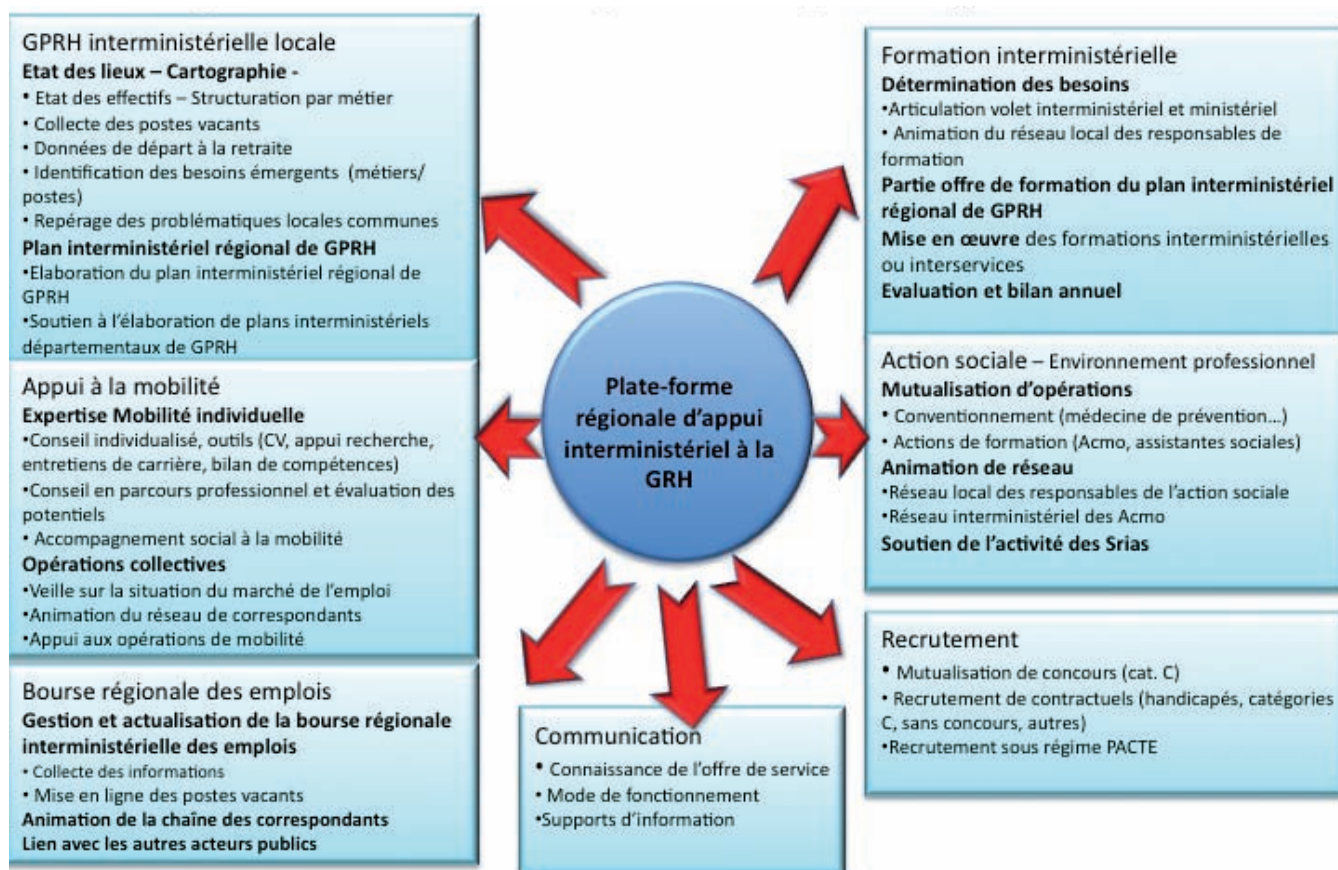 GPRH interministérielle locale
Etat des lieux – Cartographie -
• Etat des effectifs – Structuration par métier
• Collecte des postes vacants
• Données de départ à la retraite
• Identification des besoins émergents (métiers/
postes)
• Repérage des problématiques locales communes
Plan interministériel régional de GPRH
•Elaboration du plan interministériel régional de
GPRH
•Soutien à l'élaboration de plans interministériels
départementaux de GPRH
Appui à la mobilité
Expertise Mobilité individuelle
•Conseil individualisé, outils (CV, appui recherche,
entretiens de carrière, bilan de compétences)
•Conseil en parcours professionnel et évaluation des
potentiels
• Accompagnement social à la mobilité
Opérations collectives
•Veille sur la situation du marché de l'emploi
•Animation du réseau de correspondants
•Appui aux opérations de mobilité
Bourse régionale des emplois
Gestion et actualisation de la bourse régionale
interministérielle des emplois
• Collecte des informations
• Mise en ligne des postes vacants
Animation de la chaîne des correspondants
Lien avec les autres acteurs publics
Plate-forme
régionale d'appui
interministériel à la
GRH
Communication
• Connaissance de l'offre de service
• Mode de fonctionnement
•Supports d'information
Formation interministérielle
Détermination des besoins
•Articulation volet interministériel et ministériel
• Animation du réseau local des responsables de
formation
Partie offre de formation du plan interministériel
régional de GPRH
Mise en œuvre des formations interministérielles
ou interservices
Evaluation et bilan annuel
Action sociale – Environnement professionnel
Mutualisation d'opérations
• Conventionnement (médecine de prévention...)
• Actions de formation (Acmo, assistantes sociales)
Animation de réseau
•Réseau local des responsables de l'action sociale
•Réseau interministériel des Acmo
Soutien de l'activité des Srias
Recrutement
• Mutualisation de concours (cat. C)
• Recrutement de contractuels (handicapés, catégories
C, sans concours, autres)
•Recrutement sous régime PACTE